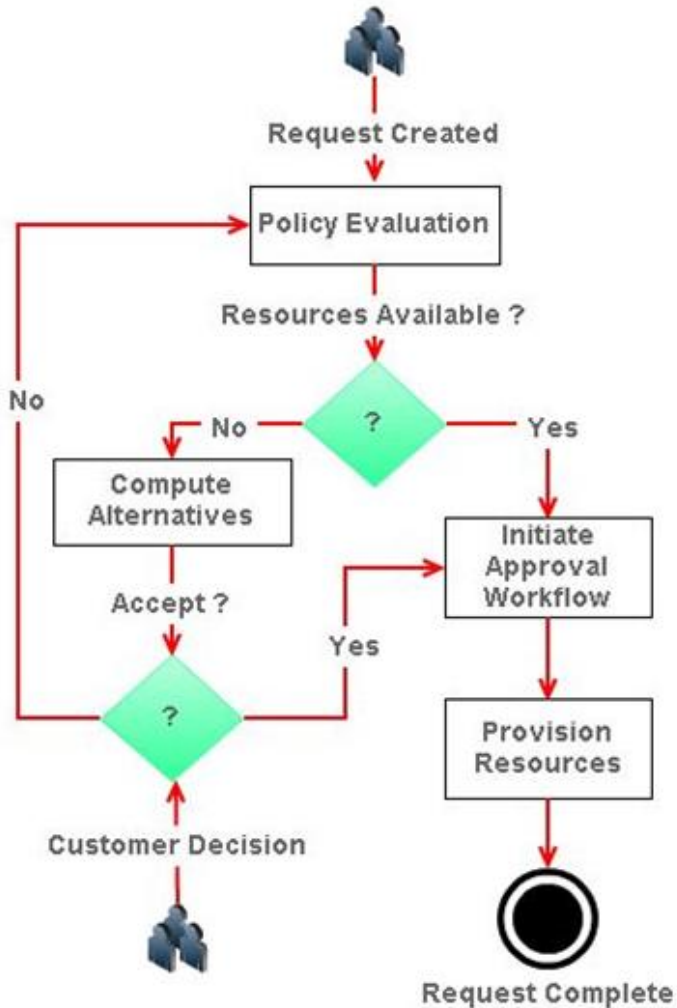 Request Created
Policy Evaluation
Resources Available ?
?
No
Yes
No
Compute
Alternatives
Initiate
Approval
Workflow
Accept ?
Yes
?
Provision
Resources
Customer Decision
Request Complete